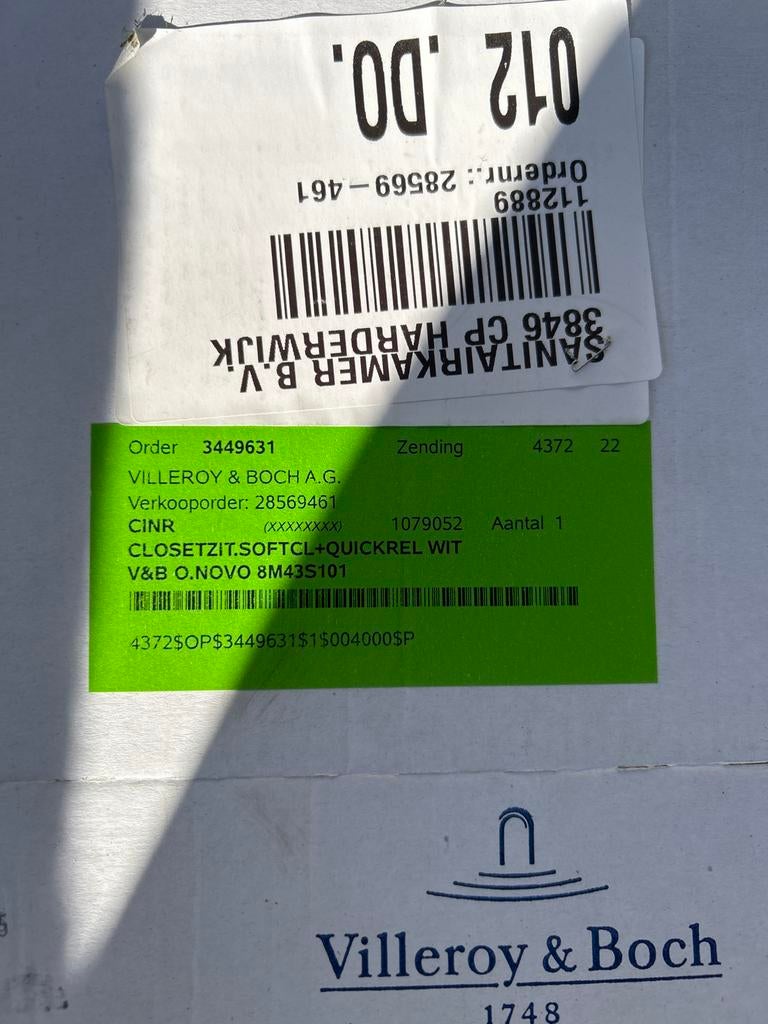 SANITAIRKAMER B.V.
3846 CP HARDERWIJK
112889
Ordernr.: 28569-461
012 .DO.
Order 3449631 Zending 4372 22
VILLEROY & BOCH A.G.
Verkooporder: 28569461
CINR (XXXXXXXX) 1079052 Aantal 1
CLOSETZIT.SOFTCL+QUICKREL WIT
V&B O.NOVO 8M43S101
4372$OP$3449631$1$004000$P
Villeroy & Boch
1748